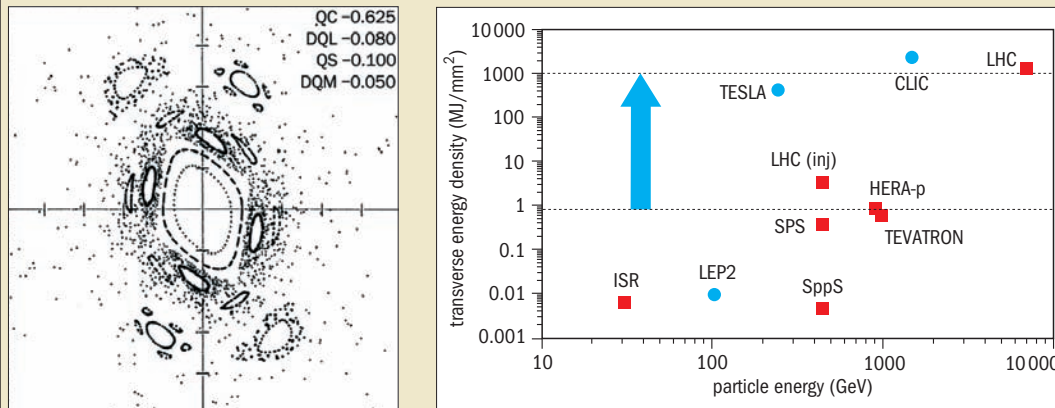 QC –0.625
DQL –0.080
QS –0.100
DQM –0.050
transverse energy density (MJ/mm²)
10000
1000
100
10
1
0.1
0.01
0.001
LHC
CLIC
TESLA
LHC (inj)
HERA-p
SPS
TEVATRON
ISR
LEP2
SppS
10
100
1000
10000
particle energy (GeV)